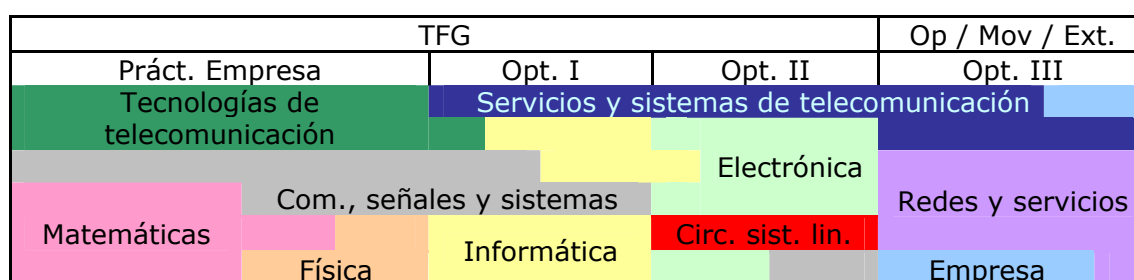 TFG
Op / Mov / Ext.
Práct. Empresa
Opt. I
Opt. II
Opt. III
Tecnologías de
telecomunicación
Servicios y sistemas de telecomunicación
Electrónica
Com., señales y sistemas
Redes y servicios
Matemáticas
Circ. sist. lin.
Informática
Física
Empresa